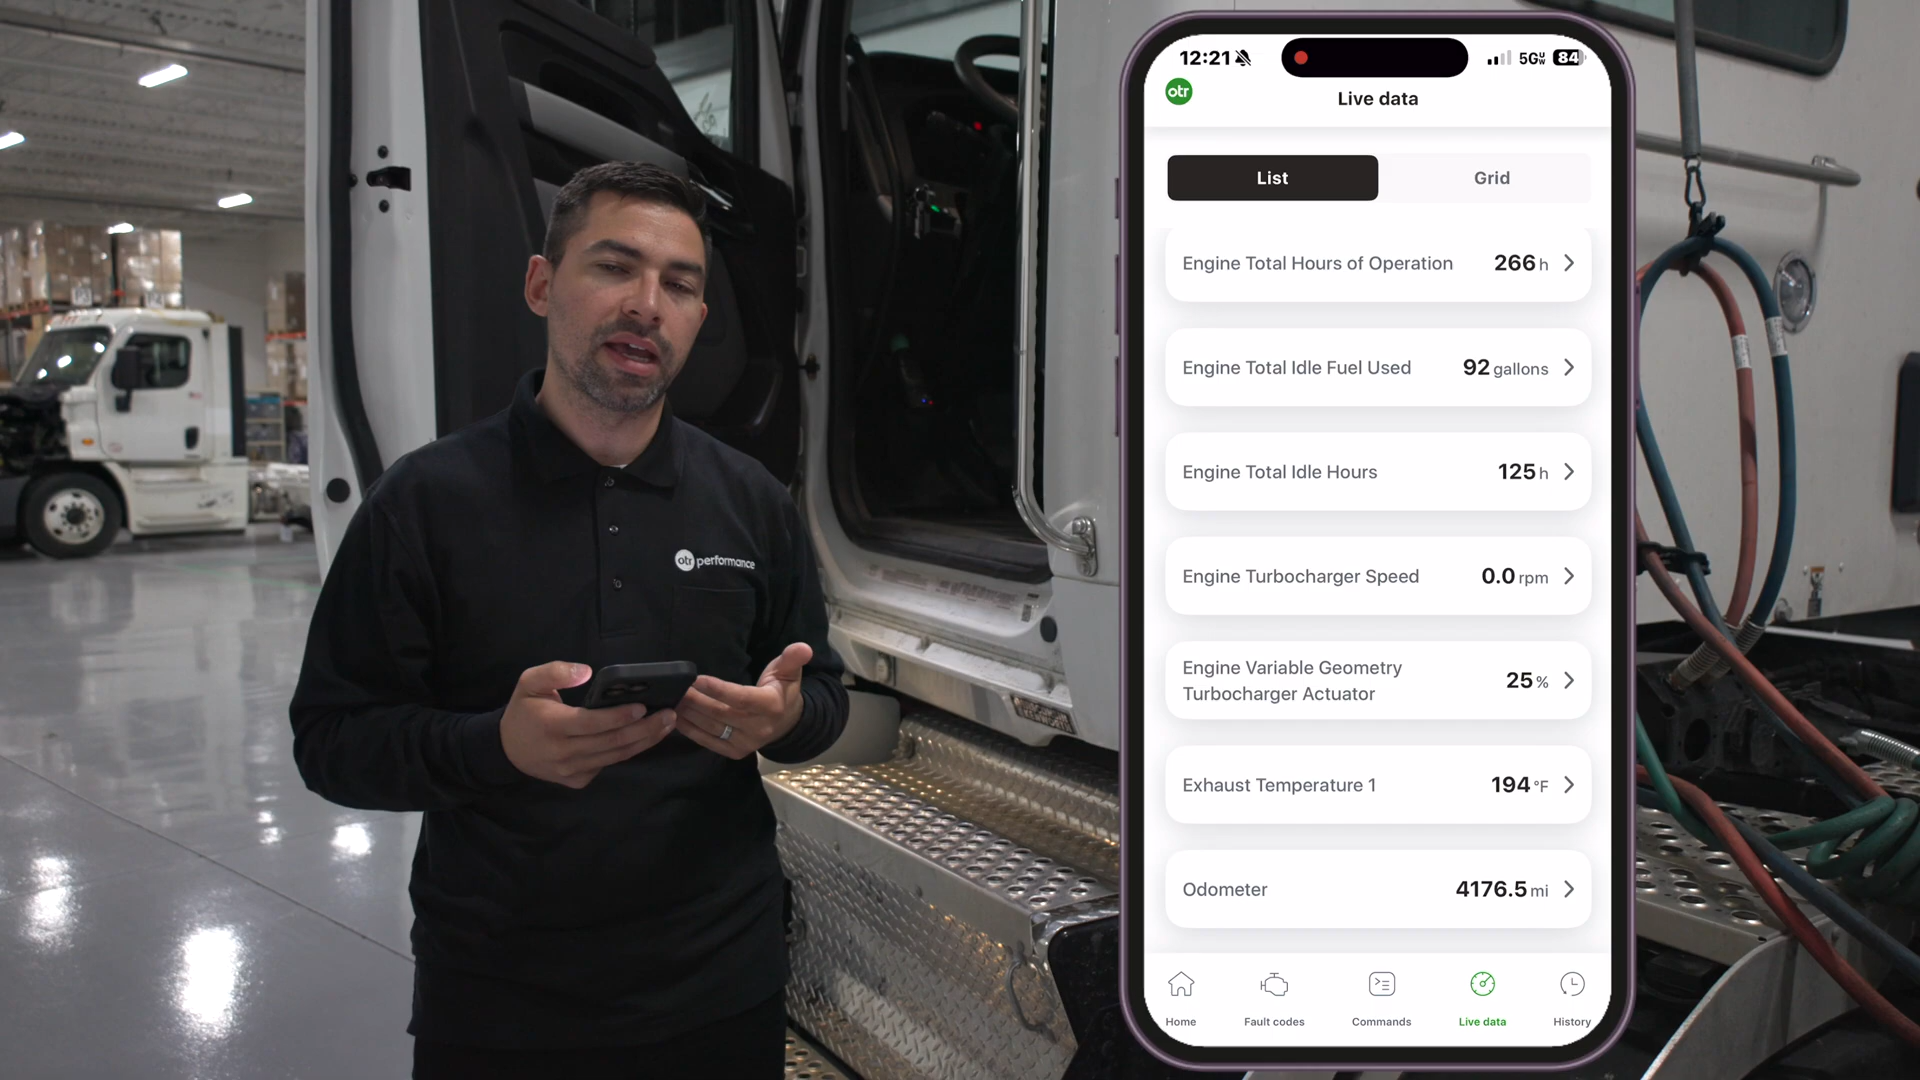 12:21
5G
84
otr
Live data
List
Grid
Engine Total Hours of Operation
266 h
Engine Total Idle Fuel Used
92 gallons
Engine Total Idle Hours
125 h
Engine Turbocharger Speed
0.0 rpm
Engine Variable Geometry
Turbocharger Actuator
25 %
Exhaust Temperature 1
194 °F
Odometer
4176.5 mi
Home
Fault codes
Commands
Live data
History
otr performance